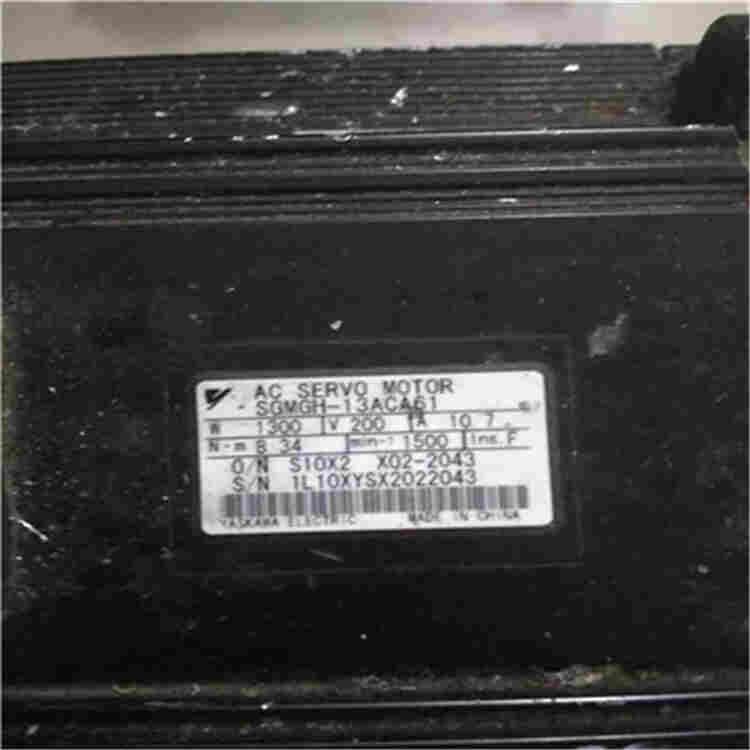 AC SERVO MOTOR
SGMGH-13ACA61
W 1300 V 200 A 10.7
N-m 8.34 min-1 1500 Ins. F
O/N S10X2 X02-2043
S/N 1L10XYSX2022043
YASKAWA ELECTRIC MADE IN CHINA